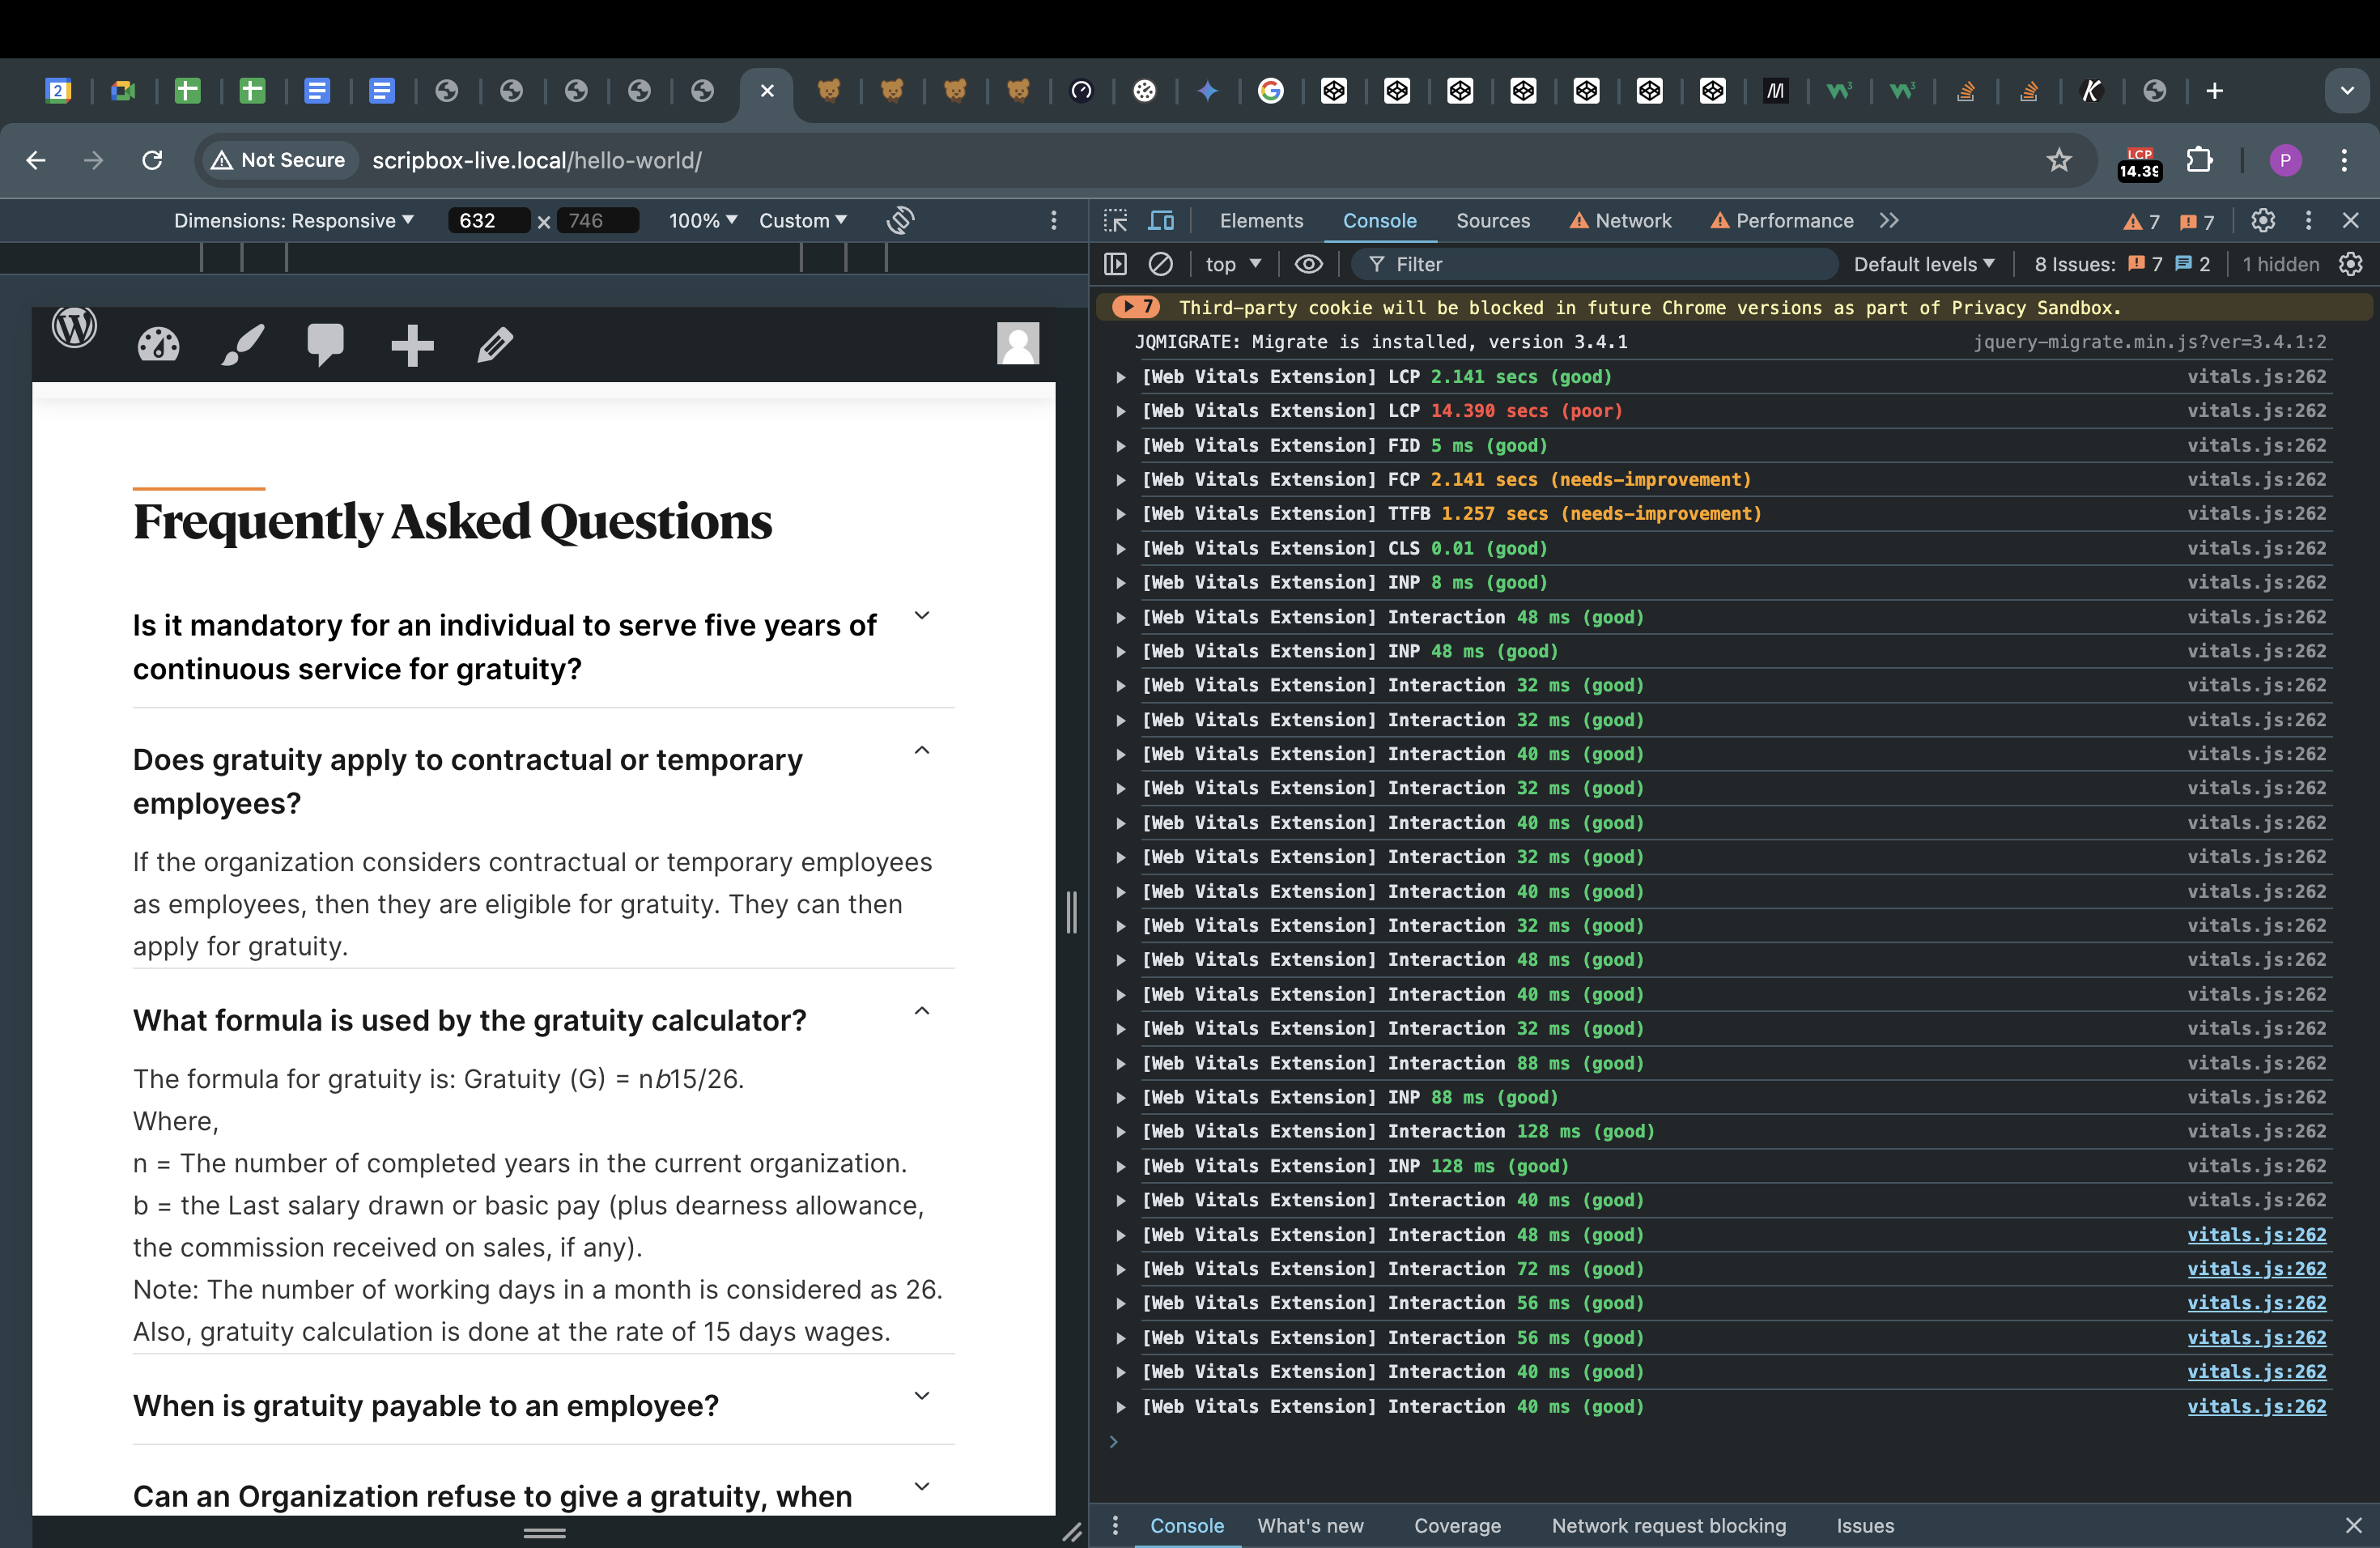 2
Not Secure
scripbox-live.local/hello-world/
LCP
14.39
P
Dimensions: Responsive
632
×
746
100%
Custom
Elements
Console
Sources
Network
Performance
7
7
top
Filter
Default levels
8 Issues:
7
2
1 hidden
7
Third-party cookie will be blocked in future Chrome versions as part of Privacy Sandbox.
JQMIGRATE: Migrate is installed, version 3.4.1 jquery-migrate.min.js?ver=3.4.1:2
[Web Vitals Extension] LCP 2.141 secs (good) vitals.js:262
[Web Vitals Extension] LCP 14.390 secs (poor) vitals.js:262
[Web Vitals Extension] FID 5 ms (good) vitals.js:262
[Web Vitals Extension] FCP 2.141 secs (needs-improvement) vitals.js:262
[Web Vitals Extension] TTFB 1.257 secs (needs-improvement) vitals.js:262
[Web Vitals Extension] CLS 0.01 (good) vitals.js:262
[Web Vitals Extension] INP 8 ms (good) vitals.js:262
[Web Vitals Extension] Interaction 48 ms (good) vitals.js:262
[Web Vitals Extension] INP 48 ms (good) vitals.js:262
[Web Vitals Extension] Interaction 32 ms (good) vitals.js:262
[Web Vitals Extension] Interaction 32 ms (good) vitals.js:262
[Web Vitals Extension] Interaction 40 ms (good) vitals.js:262
[Web Vitals Extension] Interaction 32 ms (good) vitals.js:262
[Web Vitals Extension] Interaction 40 ms (good) vitals.js:262
[Web Vitals Extension] Interaction 32 ms (good) vitals.js:262
[Web Vitals Extension] Interaction 40 ms (good) vitals.js:262
[Web Vitals Extension] Interaction 32 ms (good) vitals.js:262
[Web Vitals Extension] Interaction 48 ms (good) vitals.js:262
[Web Vitals Extension] Interaction 40 ms (good) vitals.js:262
[Web Vitals Extension] Interaction 32 ms (good) vitals.js:262
[Web Vitals Extension] Interaction 88 ms (good) vitals.js:262
[Web Vitals Extension] INP 88 ms (good) vitals.js:262
[Web Vitals Extension] Interaction 128 ms (good) vitals.js:262
[Web Vitals Extension] INP 128 ms (good) vitals.js:262
[Web Vitals Extension] Interaction 40 ms (good) vitals.js:262
[Web Vitals Extension] Interaction 48 ms (good) vitals.js:262
[Web Vitals Extension] Interaction 72 ms (good) vitals.js:262
[Web Vitals Extension] Interaction 56 ms (good) vitals.js:262
[Web Vitals Extension] Interaction 56 ms (good) vitals.js:262
[Web Vitals Extension] Interaction 40 ms (good) vitals.js:262
[Web Vitals Extension] Interaction 40 ms (good) vitals.js:262
Console
What's new
Coverage
Network request blocking
Issues
Frequently Asked Questions
Is it mandatory for an individual to serve five years of
continuous service for gratuity?
Does gratuity apply to contractual or temporary
employees?
If the organization considers contractual or temporary employees
as employees, then they are eligible for gratuity. They can then
apply for gratuity.
What formula is used by the gratuity calculator?
The formula for gratuity is: Gratuity (G) = nb15/26.
Where,
n = The number of completed years in the current organization.
b = the Last salary drawn or basic pay (plus dearness allowance,
the commission received on sales, if any).
Note: The number of working days in a month is considered as 26.
Also, gratuity calculation is done at the rate of 15 days wages.
When is gratuity payable to an employee?
Can an Organization refuse to give a gratuity, when